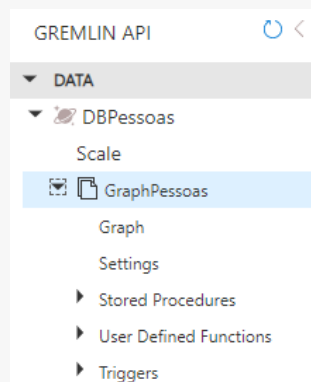 GREMLIN API
DATA
DBPessoas
Scale
GraphPessoas
Graph
Settings
Stored Procedures
User Defined Functions
Triggers